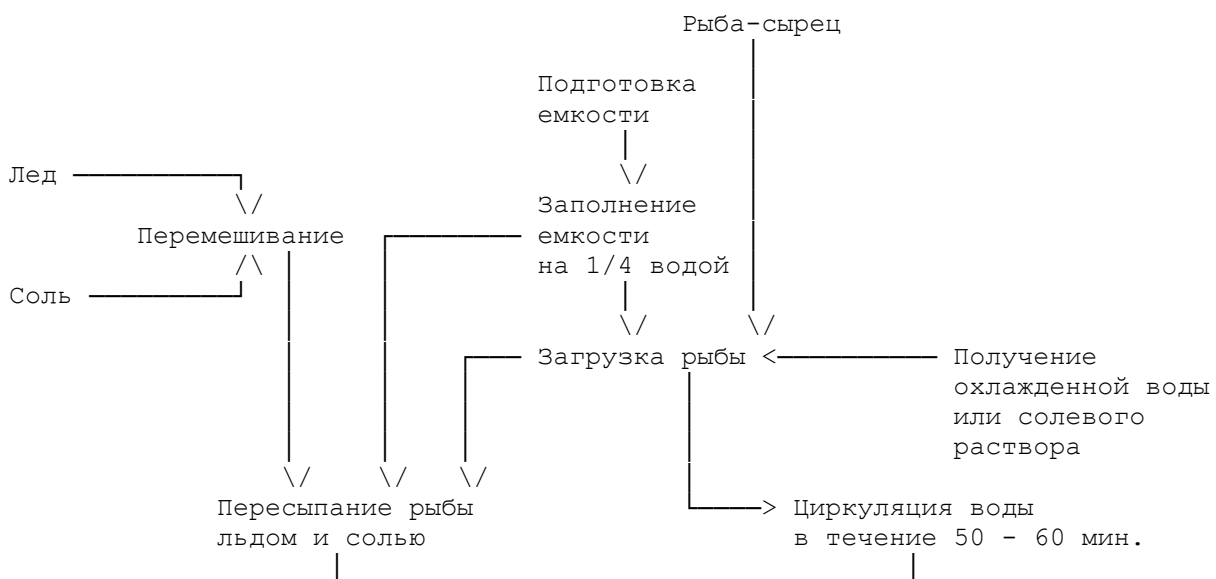 Рыба-сырец
Подготовка
емкости
Лед
Заполнение
Перемешивание
емкости
на 1/4 водой
Соль
Загрузка рыбы
Получение
охлажденной воды
или солевого
раствора
Пересыпание рыбы
льдом и солью
Циркуляция воды
в течение 50 - 60 мин.